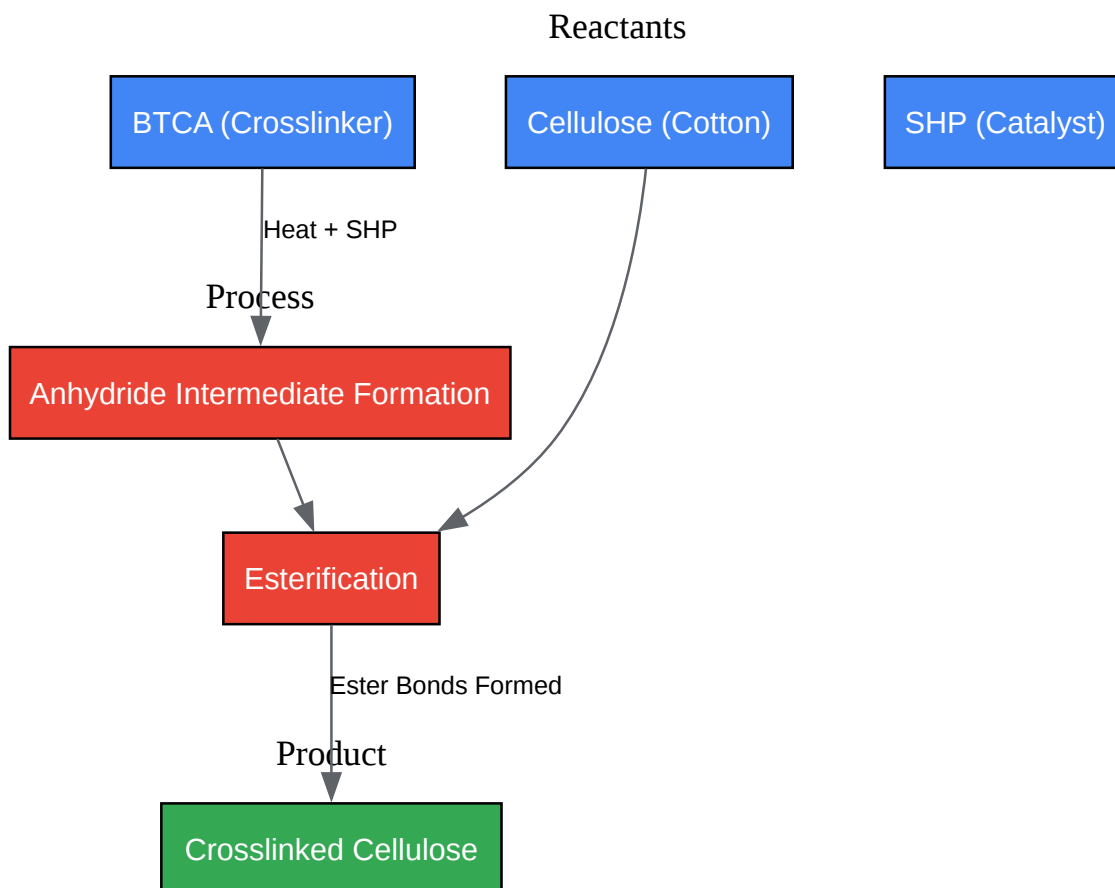 Reactants
BTCA (Crosslinker)
Cellulose (Cotton)
SHP (Catalyst)
Heat + SHP
Process
Anhydride Intermediate Formation
Esterification
Ester Bonds Formed
Product
Crosslinked Cellulose